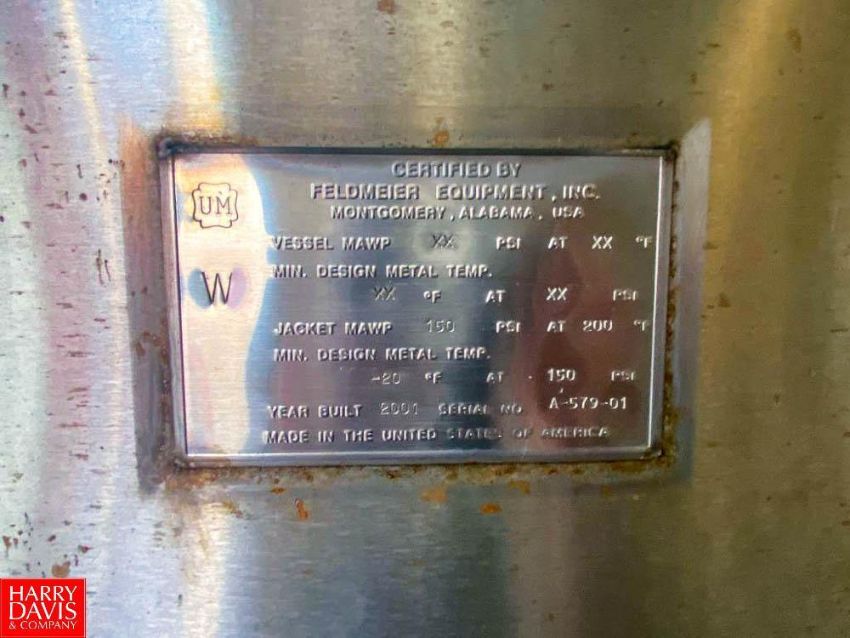 CERTIFIED BY
FELDMEIER EQUIPMENT, INC.
MONTGOMERY, ALABAMA, USA
UM
VESSEL MAWP XX PSI AT XX °F
MIN. DESIGN METAL TEMP.
W
XX °F AT XX PSI
JACKET MAWP 150 PSI AT 200 °F
MIN. DESIGN METAL TEMP.
-20 °F AT 150 PSI
YEAR BUILT 2001 SERIAL NO A-579-01
MADE IN THE UNITED STATES OF AMERICA
HARRY
DAVIS
& COMPANY